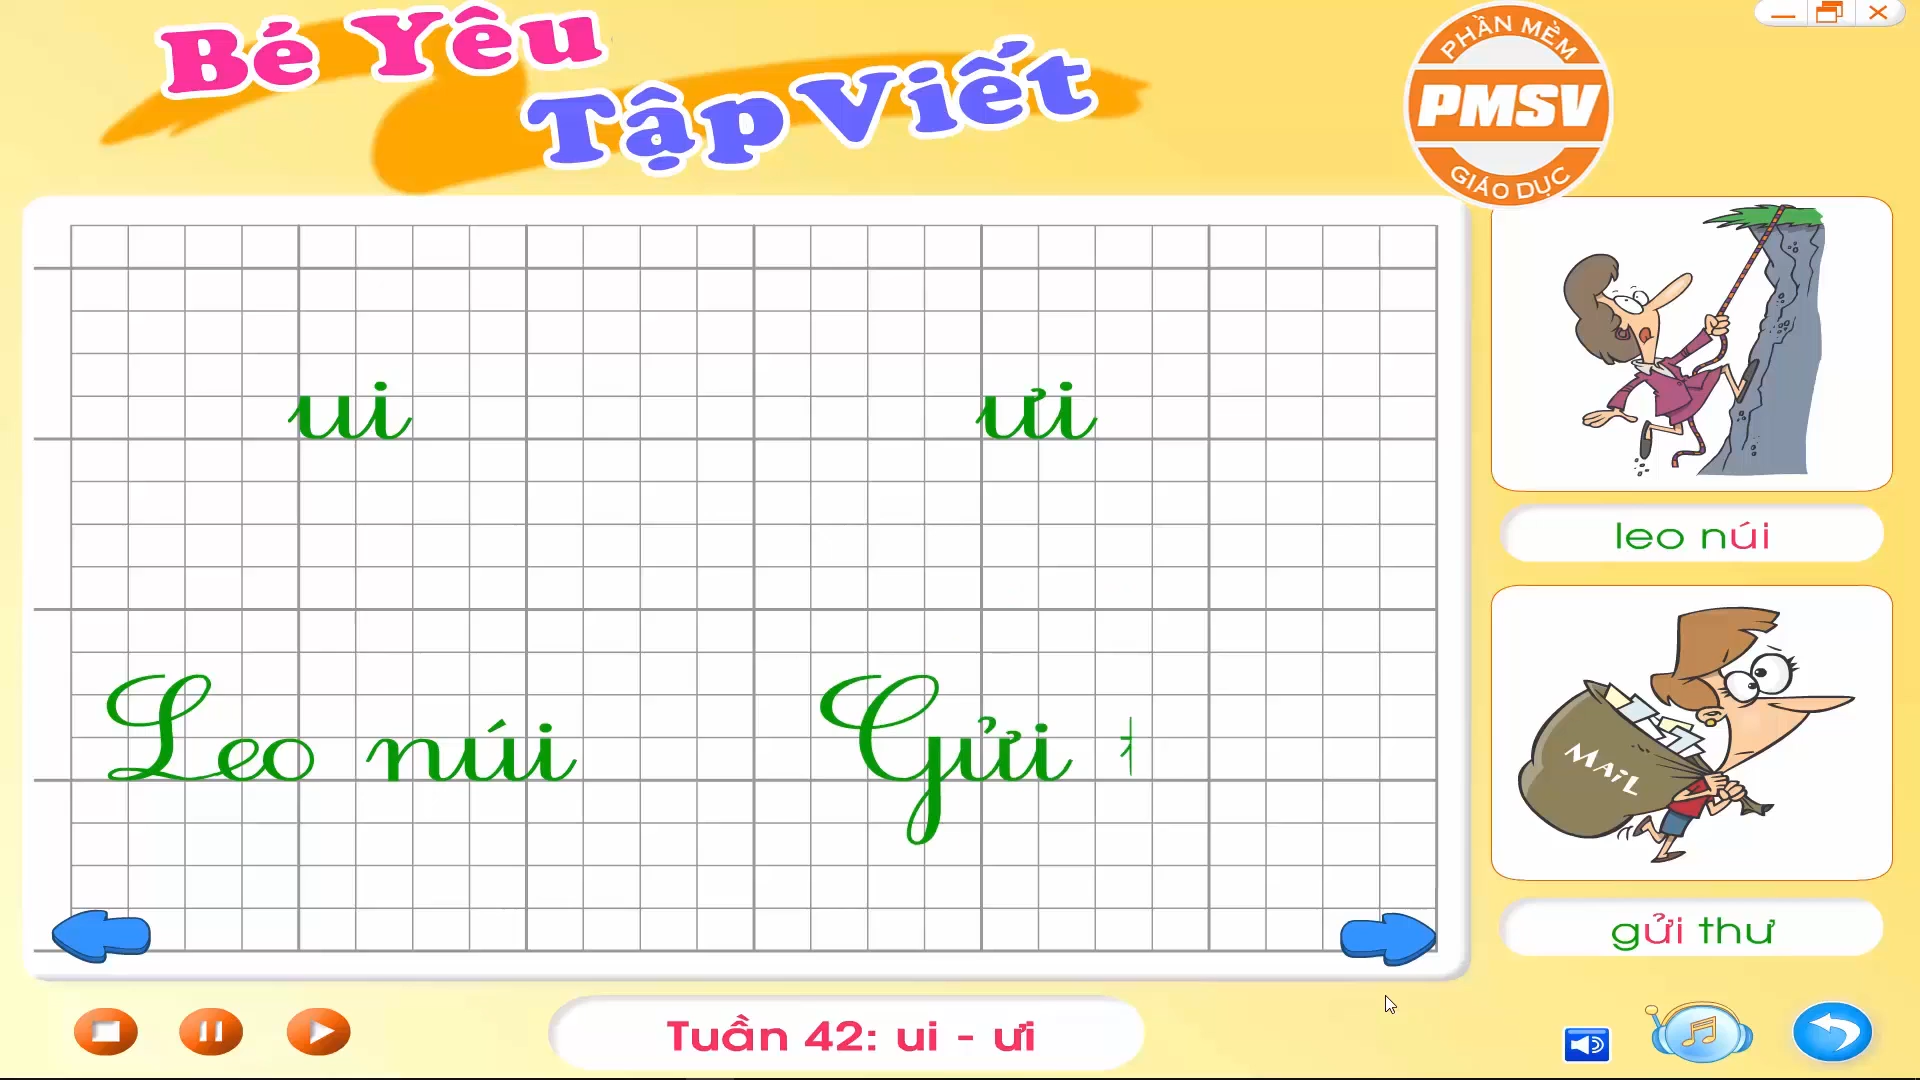 Bé Yêu
Tập Viết
PHẦN MỀM
PMSV
GIÁO DỤC
ui ưi
leo núi
Leo núi Gửi
MAIL
gửi thư
Tuần 42: ui - ưi